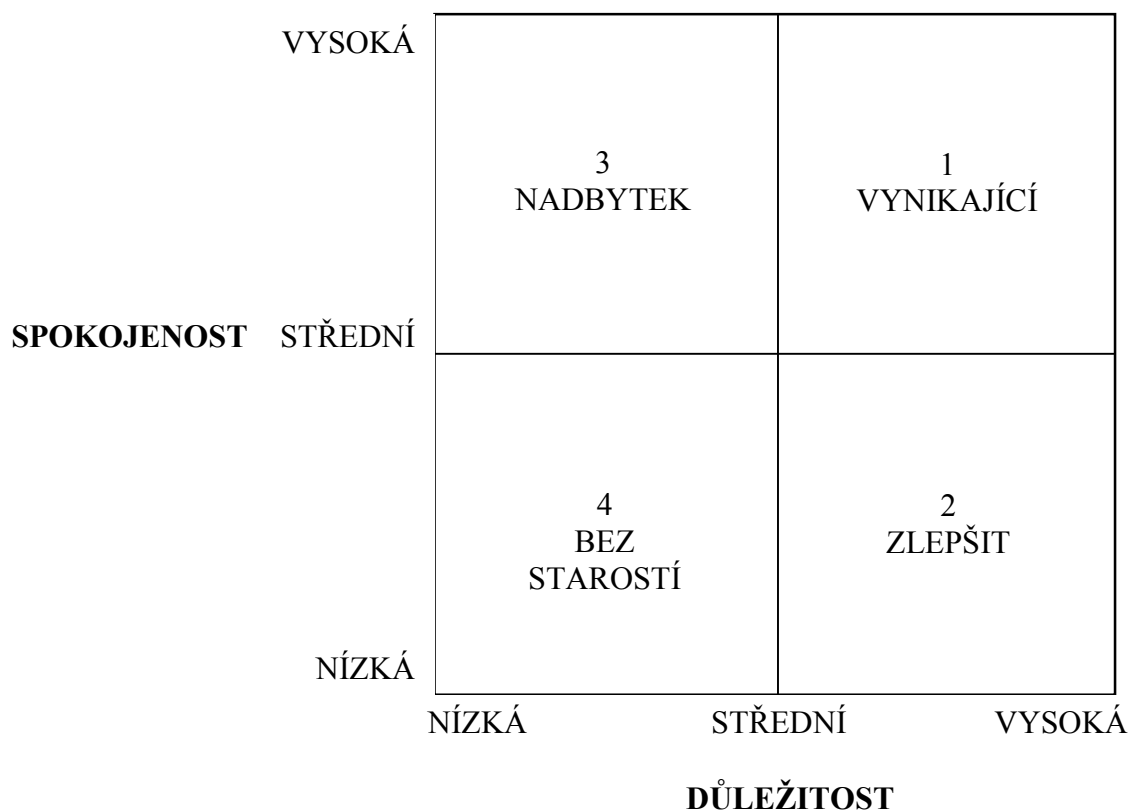 VYSOKÁ
3
NADBYTEK
1
VYNIKAJÍCÍ
SPOKOJENOST STŘEDNÍ
4
BEZ
STAROSTÍ
2
ZLEPŠIT
NÍZKÁ
NÍZKÁ STŘEDNÍ VYSOKÁ
DŮLEŽITOST